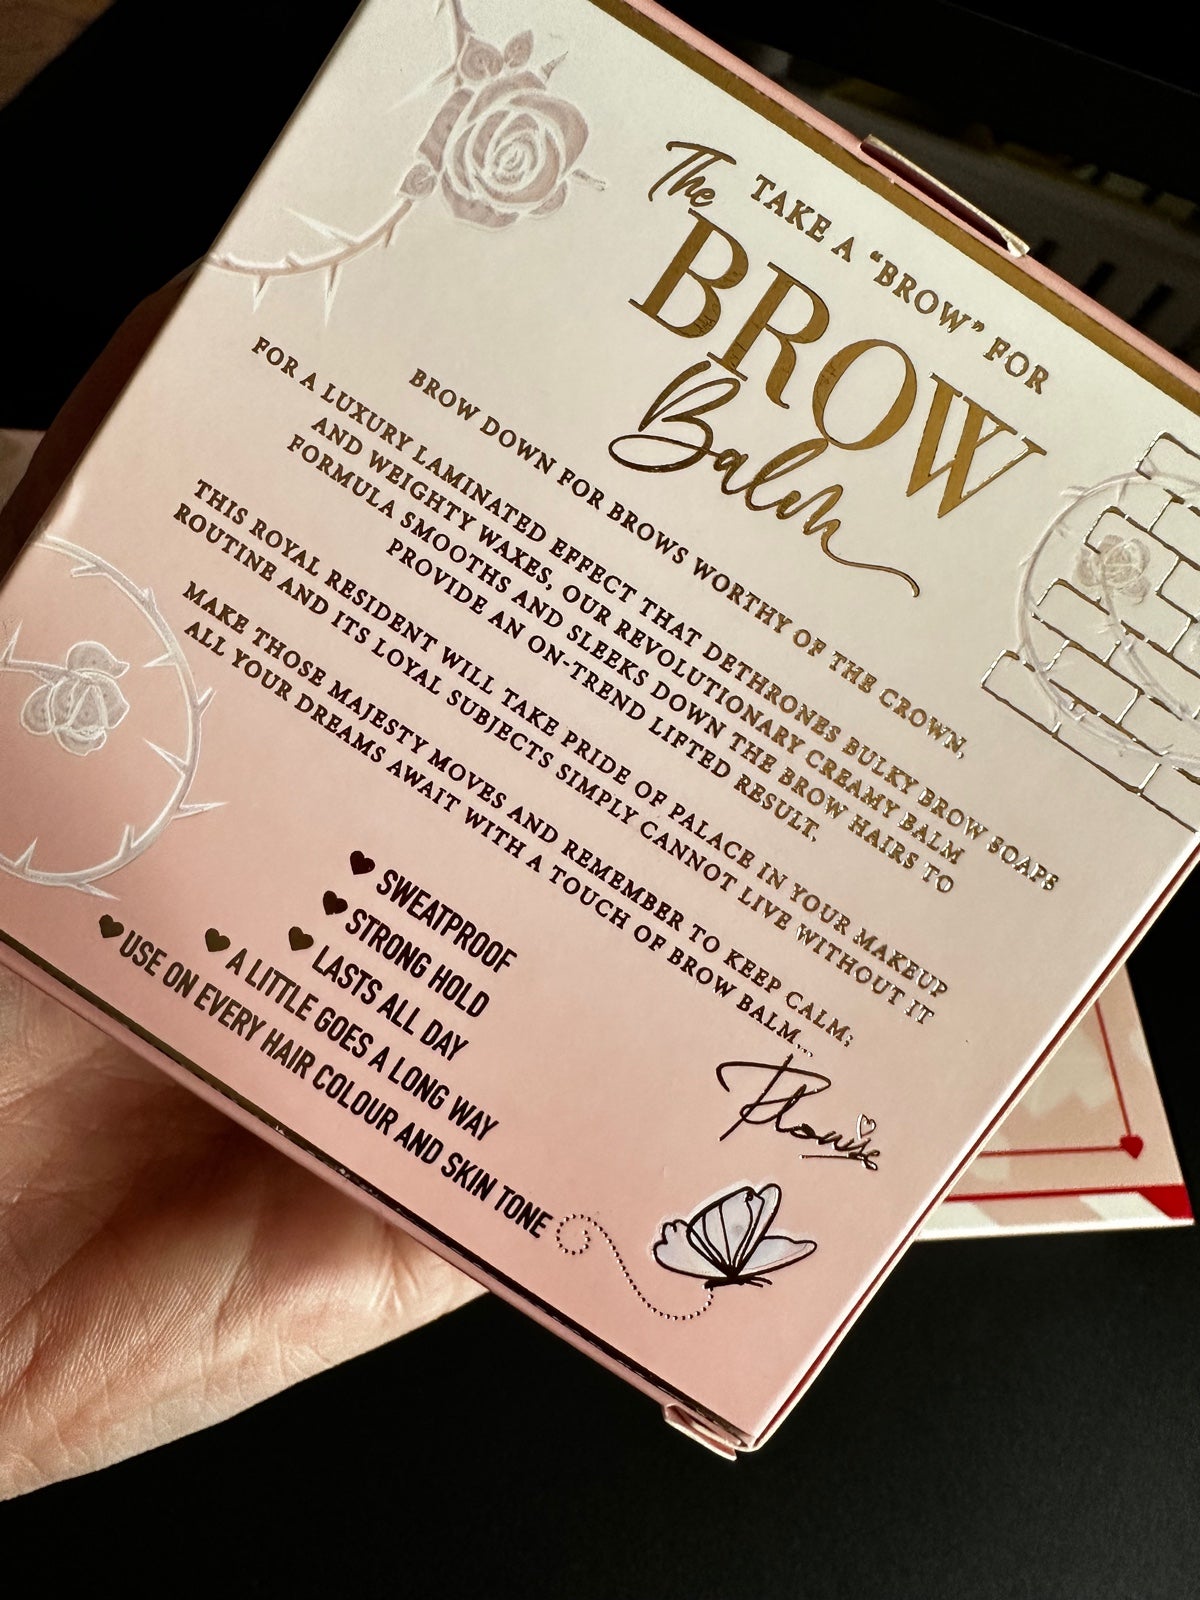 TAKE A “BROW” FOR
The
BROW
Balm
BROW DOWN FOR BROWS WORTHY OF THE CROWN,
FOR A LUXURY LAMINATED EFFECT THAT DETHRONES BULKY BROW SOAPS
AND WEIGHTY WAXES, OUR REVOLUTIONARY CREAMY BALM
FORMULA SMOOTHS AND SLEEKS DOWN THE BROW HAIRS TO
PROVIDE AN ON-TREND LIFTED RESULT,
THIS ROYAL RESIDENT WILL TAKE PRIDE OF PALACE IN YOUR MAKEUP
ROUTINE AND ITS LOYAL SUBJECTS SIMPLY CANNOT LIVE WITHOUT IT
MAKE THOSE MAJESTY MOVES AND REMEMBER TO KEEP CALM;
ALL YOUR DREAMS AWAIT WITH A TOUCH OF BROW BALM...
♥ SWEATPROOF
♥ STRONG HOLD
♥ LASTS ALL DAY
♥ A LITTLE GOES A LONG WAY
♥ USE ON EVERY HAIR COLOUR AND SKIN TONE